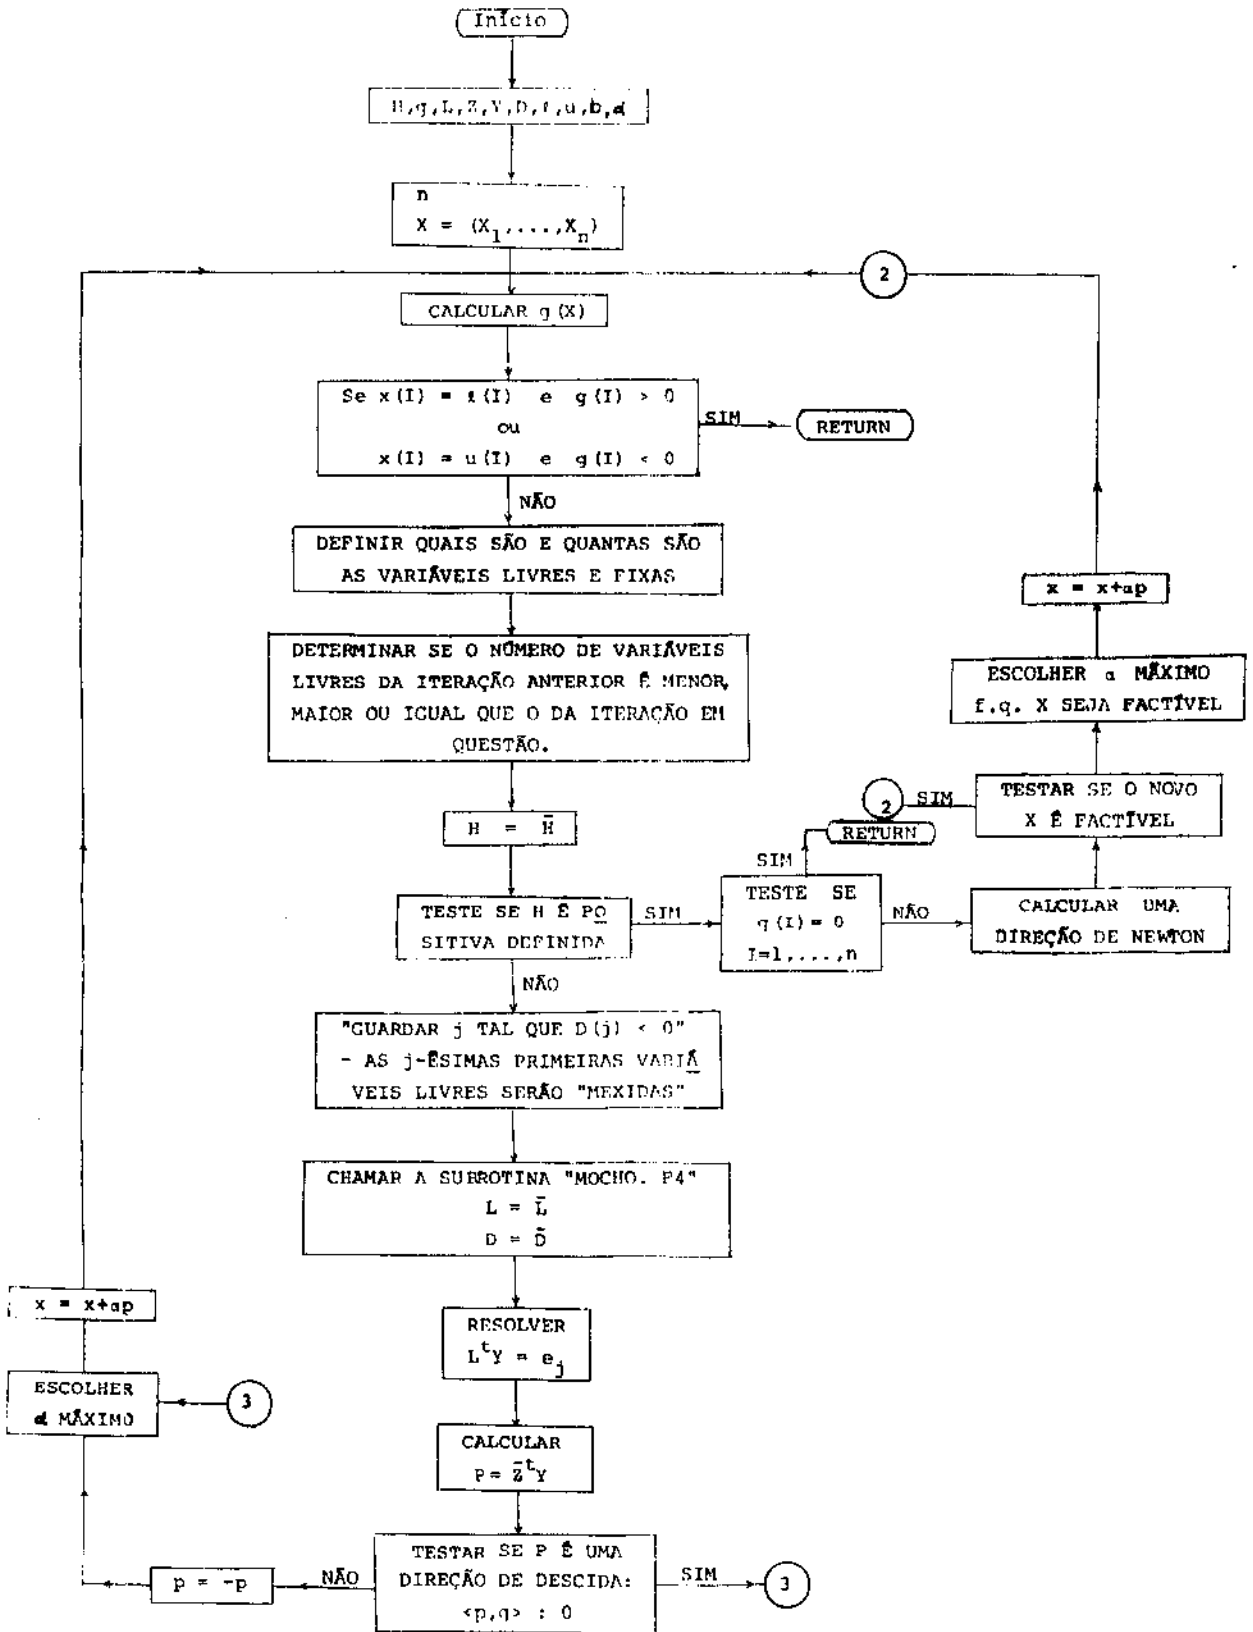 Início
H,g,L,Z,Y,D,ℓ,u,b,α
n
X = (X1,...,Xn)
2
CALCULAR g(X)
Se x(I) = ℓ(I) e g(I) > 0
ou
x(I) = u(I) e g(I) < 0
SIM
RETURN
NÃO
DEFINIR QUAIS SÃO E QUANTAS SÃO
AS VARIÁVEIS LIVRES E FIXAS
x = x+αp
DETERMINAR SE O NÚMERO DE VARIÁVEIS
LIVRES DA ITERAÇÃO ANTERIOR É MENOR,
MAIOR OU IGUAL QUE O DA ITERAÇÃO EM
QUESTÃO.
ESCOLHER α MÁXIMO
f.q. X SEJA FACTÍVEL
H = H̄
2
SIM
RETURN
TESTAR SE O NOVO
X É FACTÍVEL
SIM
TESTE SE H É PO
SITIVA DEFINIDA
SIM
TESTE SE
g(I) = 0
I=1,...,n
NÃO
CALCULAR UMA
DIREÇÃO DE NEWTON
NÃO
"GUARDAR j TAL QUE D(j) < 0"
- AS j-ÉSIMAS PRIMEIRAS VARIÁ
VEIS LIVRES SERÃO "MEXIDAS"
CHAMAR A SUBROTINA "MOCHO. P4"
L = L̄
D = D̄
x = x+αp
RESOLVER
LᵗY = ej
ESCOLHER
α MÁXIMO
3
CALCULAR
P = Z̄ᵗY
TESTAR SE P É UMA
DIREÇÃO DE DESCIDA:
<p,g> : 0
NÃO
p = -p
SIM
3